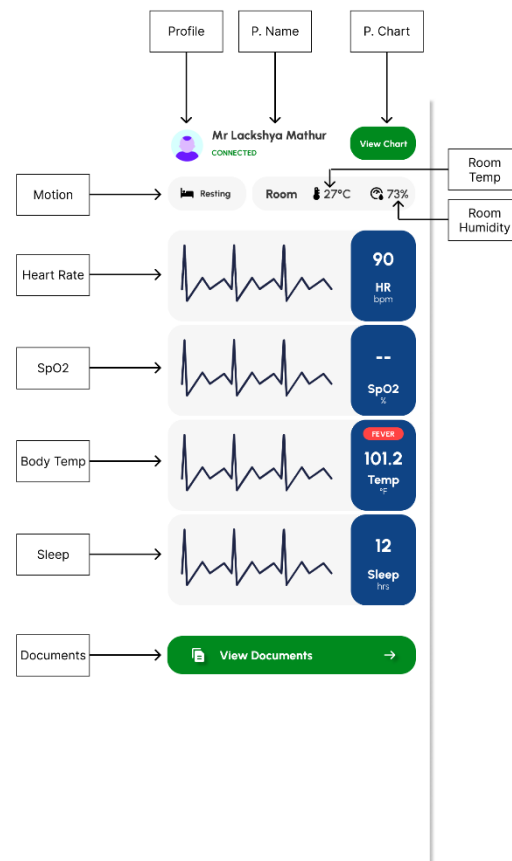 Profile
P. Name
P. Chart
Mr Lackshya Mathur
CONNECTED
View Chart
Room
Temp
Motion
Resting
Room
27°C
73%
Room
Humidity
Heart Rate
90
HR
bpm
SpO2
--
SpO2
%
Body Temp
FEVER
101.2
Temp
°F
Sleep
12
Sleep
hrs
Documents
View Documents